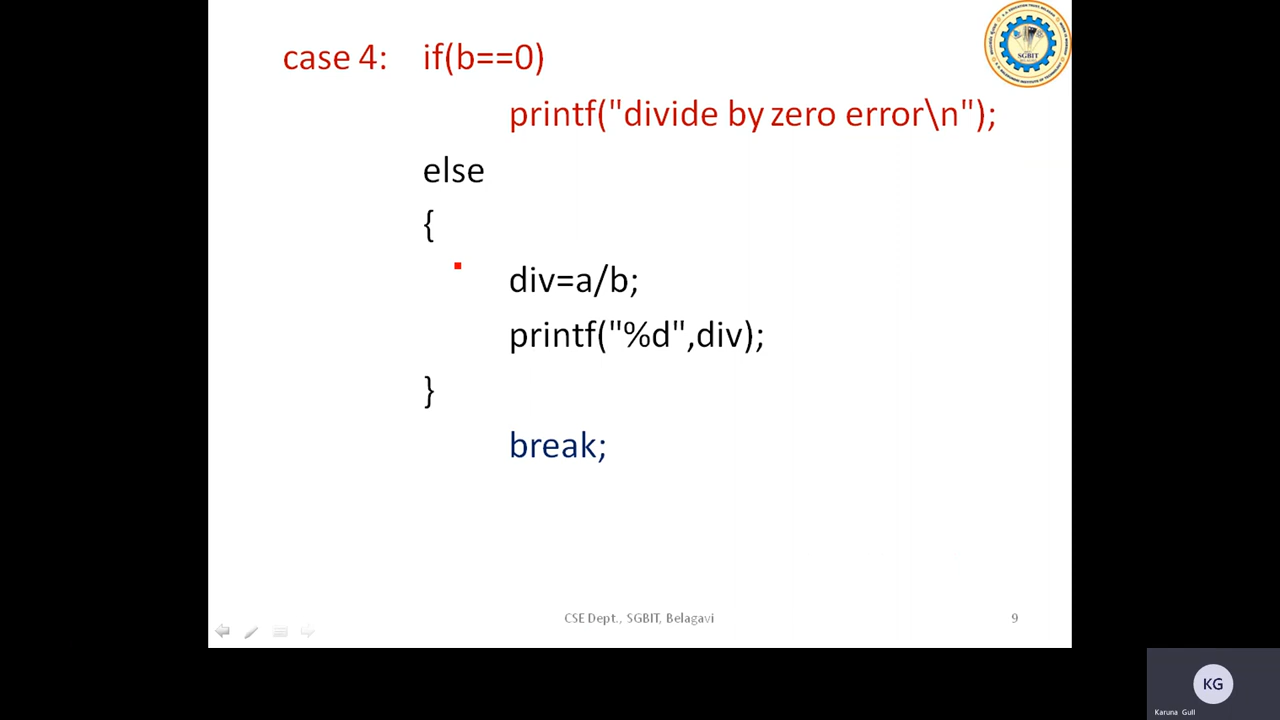 case 4: if(b==0)
printf("divide by zero error\n");
else
{
div=a/b;
printf("%d",div);
}
break;
SGBIT
CSE Dept., SGBIT, Belagavi
9
KG
Karuna Gull